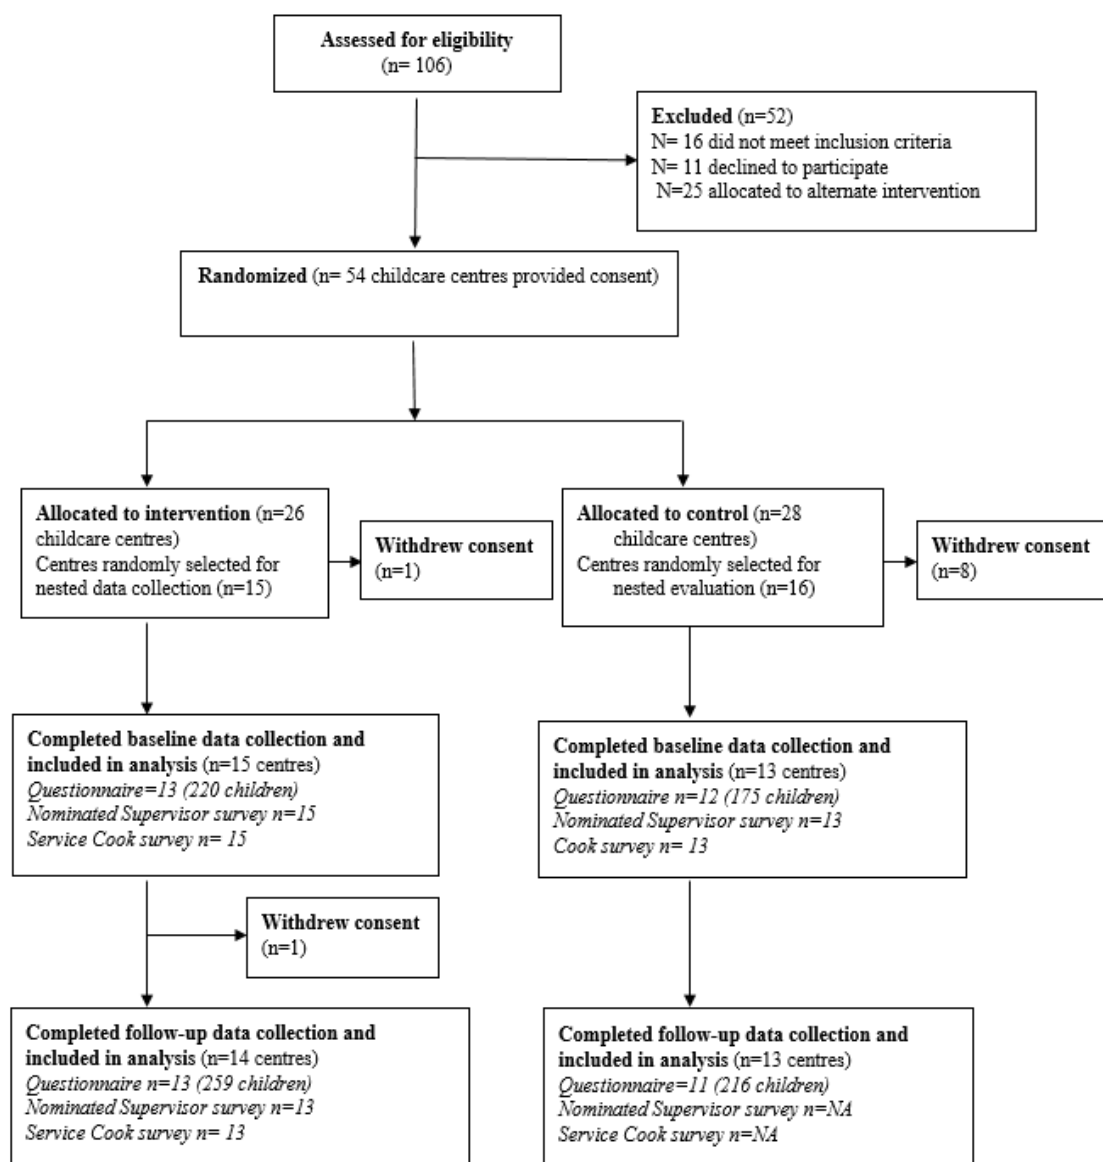 Assessed for eligibility
(n= 106)
Excluded (n=52)
N= 16 did not meet inclusion criteria
N= 11 declined to participate
N=25 allocated to alternate intervention
Randomized (n= 54 childcare centres provided consent)
Allocated to intervention (n=26
childcare centres)
Centres randomly selected for
nested data collection (n=15)
Withdrew consent
(n=1)
Allocated to control (n=28
childcare centres)
Centres randomly selected for
nested evaluation (n=16)
Withdrew consent
(n=8)
Completed baseline data collection and
included in analysis (n=15 centres)
Questionnaire=13 (220 children)
Nominated Supervisor survey n=15
Service Cook survey n= 15
Completed baseline data collection and
included in analysis (n=13 centres)
Questionnaire n=12 (175 children)
Nominated Supervisor survey n=13
Cook survey n= 13
Withdrew consent
(n=1)
Completed follow-up data collection and
included in analysis (n=14 centres)
Questionnaire n=13 (259 children)
Nominated Supervisor survey n=13
Service Cook survey n= 13
Completed follow-up data collection and
included in analysis (n=13 centres)
Questionnaire=11 (216 children)
Nominated Supervisor survey n=NA
Service Cook survey n=NA